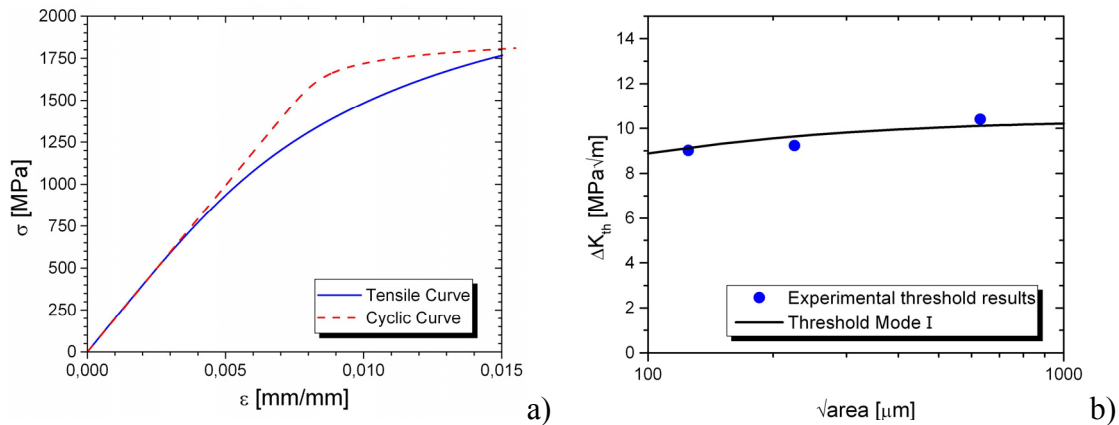 2000
1750
1500
1250
1000
750
500
250
0
σ [MPa]
0,000
0,005
0,010
0,015
ε [mm/mm]
Tensile Curve
Cyclic Curve
a)
14
12
10
8
6
4
2
0
ΔKth [MPa√m]
100
1000
√area [μm]
Experimental threshold results
Threshold Mode I
b)